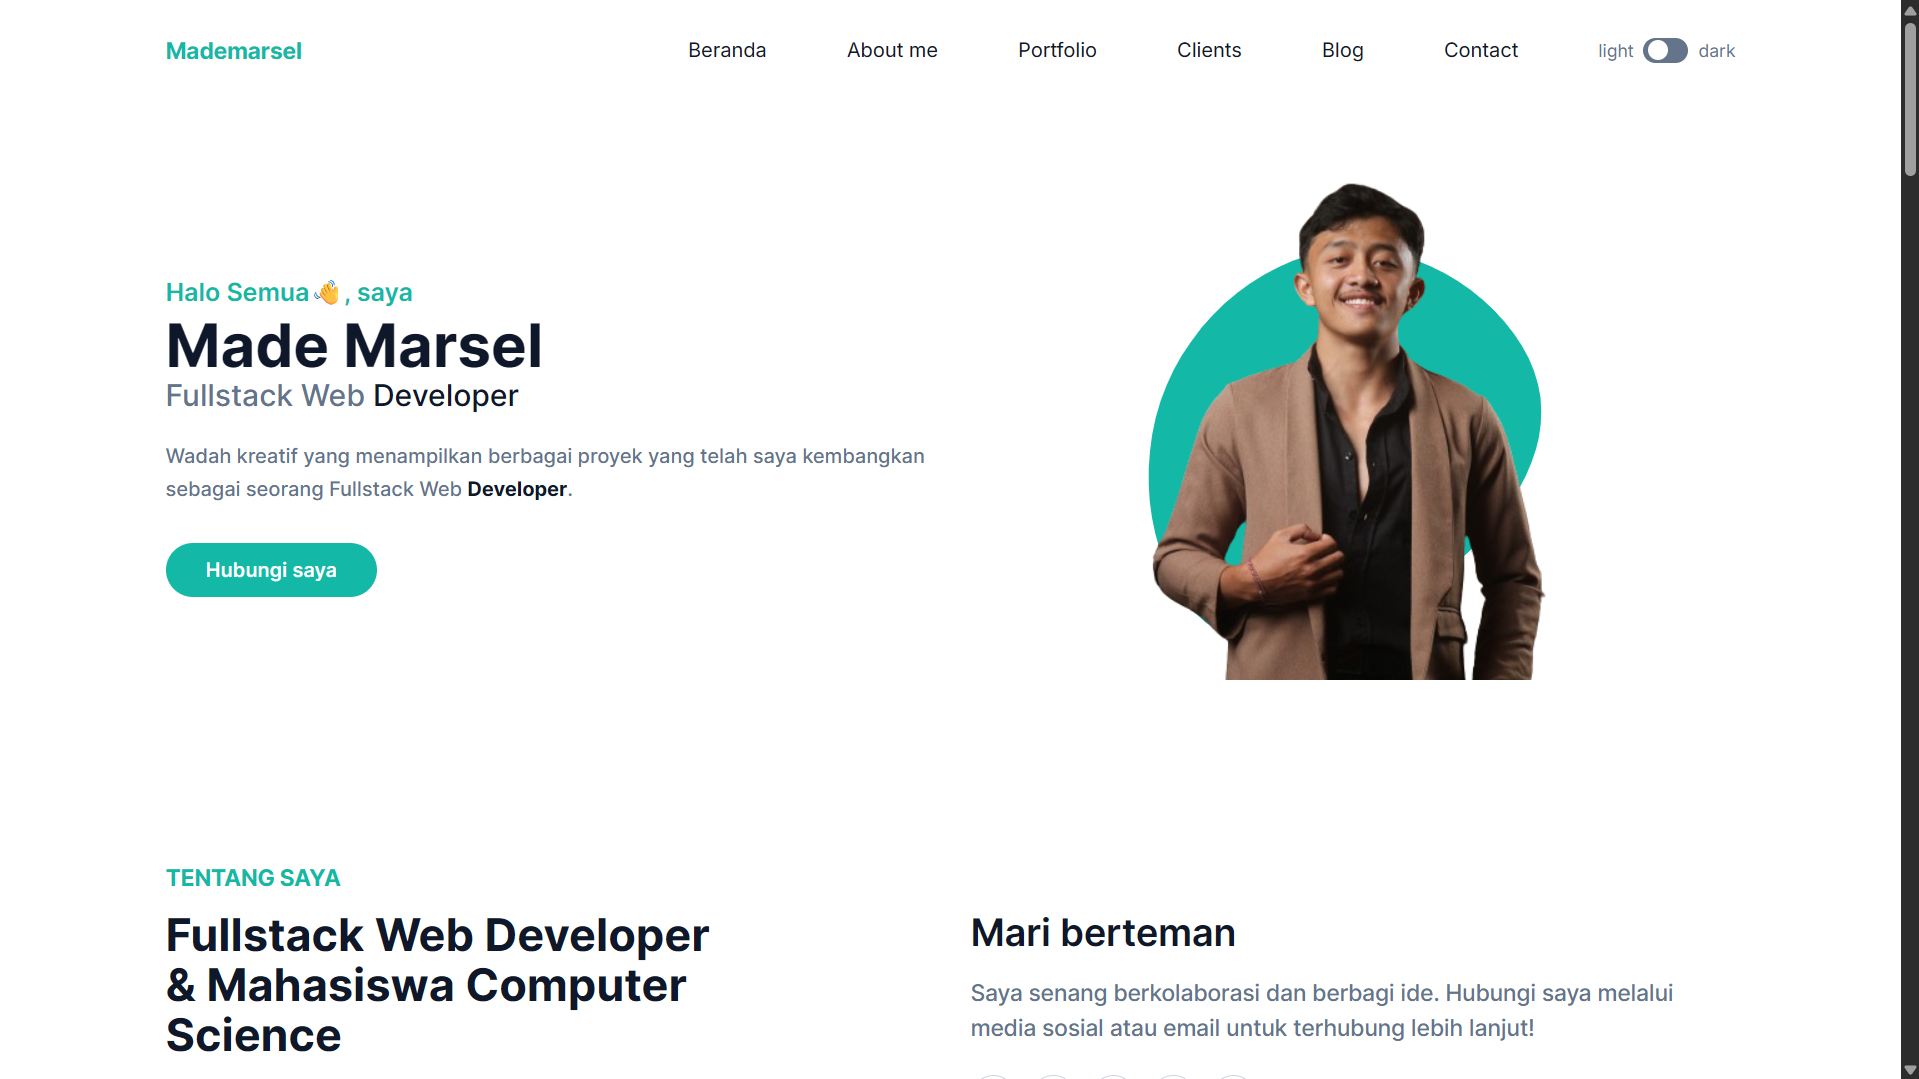 Mademarsel
Beranda
About me
Portfolio
Clients
Blog
Contact
light
dark
Halo Semua👋, saya
Made Marsel
Fullstack Web Developer
Wadah kreatif yang menampilkan berbagai proyek yang telah saya kembangkan
sebagai seorang Fullstack Web Developer.
Hubungi saya
TENTANG SAYA
Fullstack Web Developer
& Mahasiswa Computer
Science
Mari berteman
Saya senang berkolaborasi dan berbagi ide. Hubungi saya melalui
media sosial atau email untuk terhubung lebih lanjut!